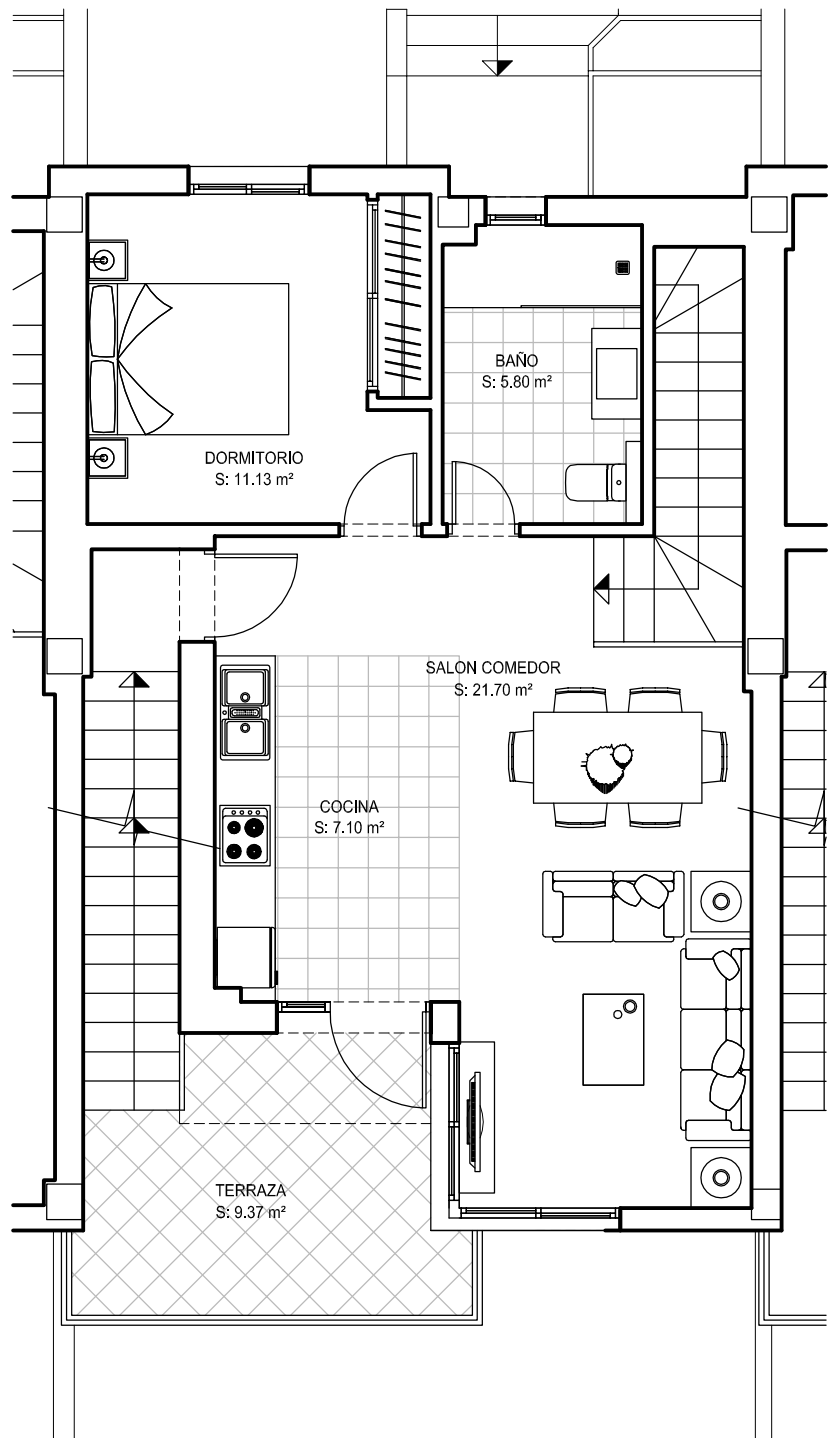 BAÑO
S: 5.80 m²
DORMITORIO
S: 11.13 m²
SALON COMEDOR
S: 21.70 m²
COCINA
S: 7.10 m²
TERRAZA
S: 9.37 m²